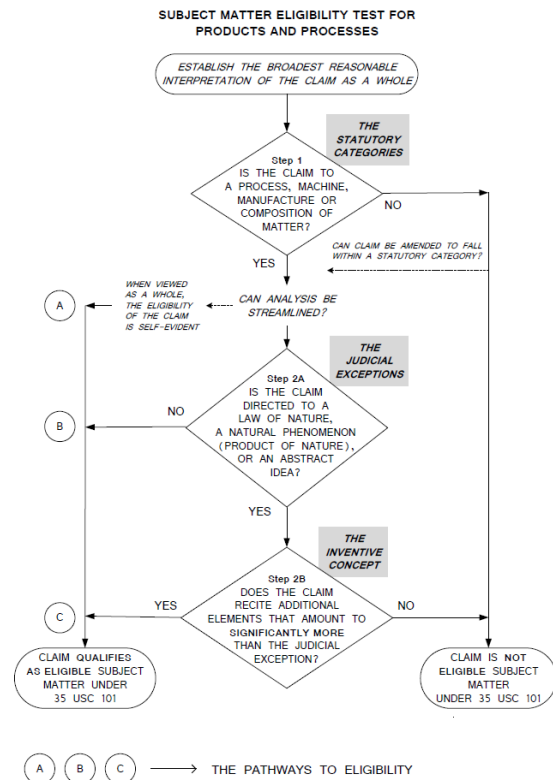 SUBJECT MATTER ELIGIBILITY TEST FOR
PRODUCTS AND PROCESSES
ESTABLISH THE BROADEST REASONABLE
INTERPRETATION OF THE CLAIM AS A WHOLE
THE
STATUTORY
CATEGORIES
Step 1
IS THE CLAIM TO
A PROCESS, MACHINE,
MANUFACTURE OR
COMPOSITION OF
MATTER?
NO
YES
CAN CLAIM BE AMENDED TO FALL
WITHIN A STATUTORY CATEGORY?
A
WHEN VIEWED
AS A WHOLE,
THE ELIGIBILITY
OF THE CLAIM
IS SELF-EVIDENT
CAN ANALYSIS BE
STREAMLINED?
THE
JUDICIAL
EXCEPTIONS
Step 2A
IS THE CLAIM
DIRECTED TO A
LAW OF NATURE,
A NATURAL PHENOMENON
(PRODUCT OF NATURE),
OR AN ABSTRACT
IDEA?
NO
B
YES
THE
INVENTIVE
CONCEPT
Step 2B
DOES THE CLAIM
RECITE ADDITIONAL
ELEMENTS THAT AMOUNT TO
SIGNIFICANTLY MORE
THAN THE JUDICIAL
EXCEPTION?
YES
NO
C
CLAIM QUALIFIES
AS ELIGIBLE SUBJECT
MATTER UNDER
35 USC 101
CLAIM IS NOT
ELIGIBLE SUBJECT
MATTER
UNDER 35 USC 101
A B C THE PATHWAYS TO ELIGIBILITY